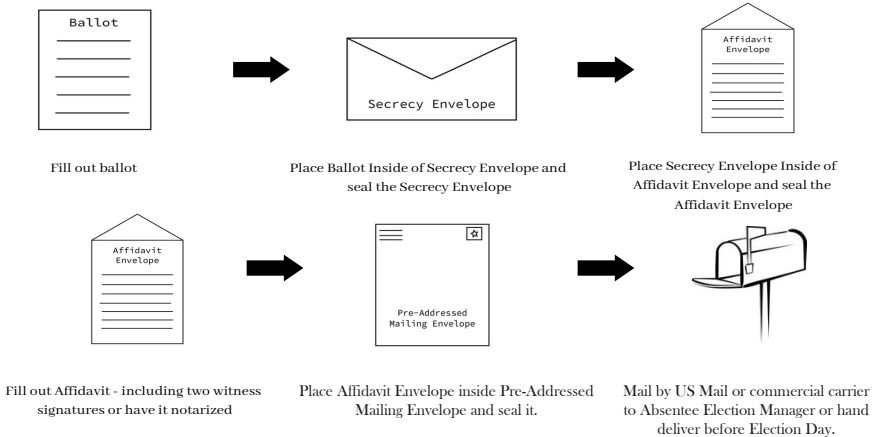 Ballot
Secrecy Envelope
Affidavit
Envelope
Fill out ballot
Place Ballot Inside of Secrecy Envelope and
seal the Secrecy Envelope
Place Secrecy Envelope Inside of
Affidavit Envelope and seal the
Affidavit Envelope
Affidavit
Envelope
Pre-Addressed
Mailing Envelope
Fill out Affidavit - including two witness
signatures or have it notarized
Place Affidavit Envelope inside Pre-Addressed
Mailing Envelope and seal it.
Mail by US Mail or commercial carrier
to Absentee Election Manager or hand
deliver before Election Day.